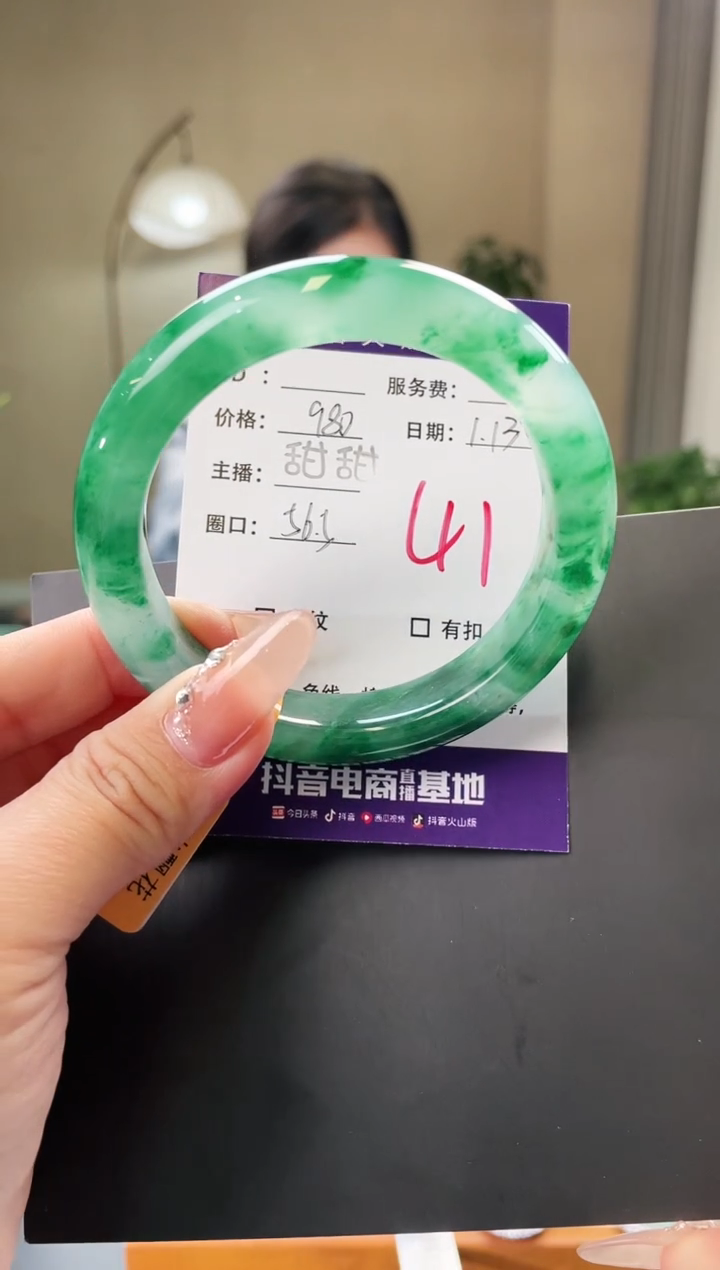 服务费：
价格： 980 日期： 1.13
主播： 甜甜
圈口： 56.5
41
纹 □ 有扣
抖音电商直播基地
今日头条 抖音 西瓜视频 抖音火山版